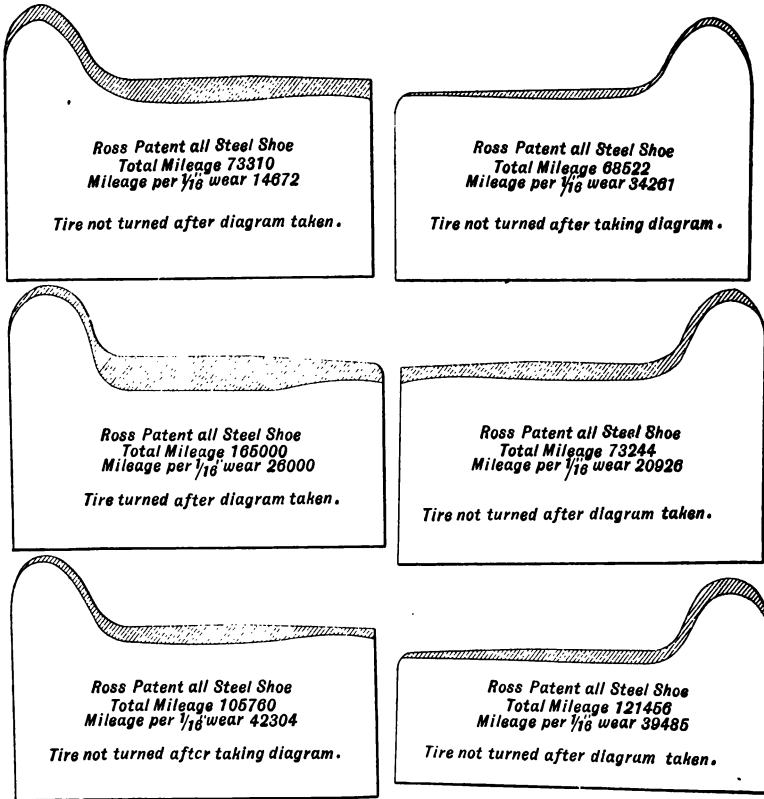 Ross Patent all Steel Shoe
Total Mileage 73310
Mileage per 1/16" wear 14672
Tire not turned after diagram taken.
Ross Patent all Steel Shoe
Total Mileage 68522
Mileage per 1/16" wear 34261
Tire not turned after taking diagram.
Ross Patent all Steel Shoe
Total Mileage 165000
Mileage per 1/16" wear 26000
Tire turned after diagram taken.
Ross Patent all Steel Shoe
Total Mileage 73244
Mileage per 1/16" wear 20926
Tire not turned after diagram taken.
Ross Patent all Steel Shoe
Total Mileage 105760
Mileage per 1/16" wear 42304
Tire not turned after taking diagram.
Ross Patent all Steel Shoe
Total Mileage 121456
Mileage per 1/16" wear 39485
Tire not turned after diagram taken.